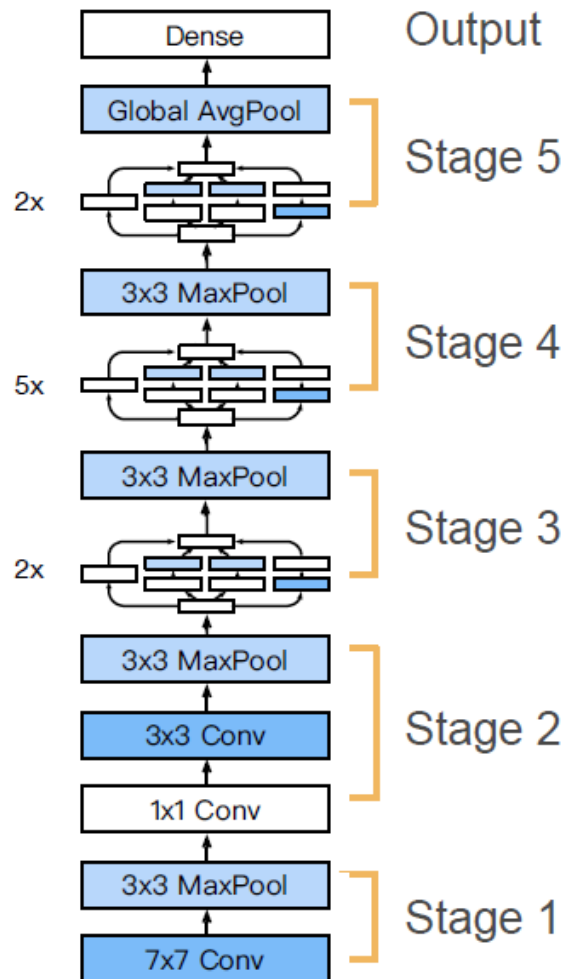 Dense
Output
Global AvgPool
Stage 5
2x
3x3 MaxPool
Stage 4
5x
3x3 MaxPool
Stage 3
2x
3x3 MaxPool
Stage 2
3x3 Conv
1x1 Conv
3x3 MaxPool
Stage 1
7x7 Conv